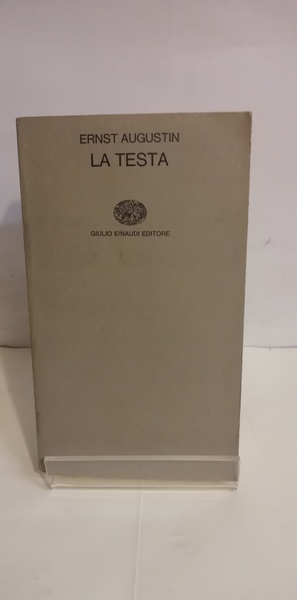 ERNST AUGUSTIN
LA TESTA
GIULIO EINAUDI EDITORE